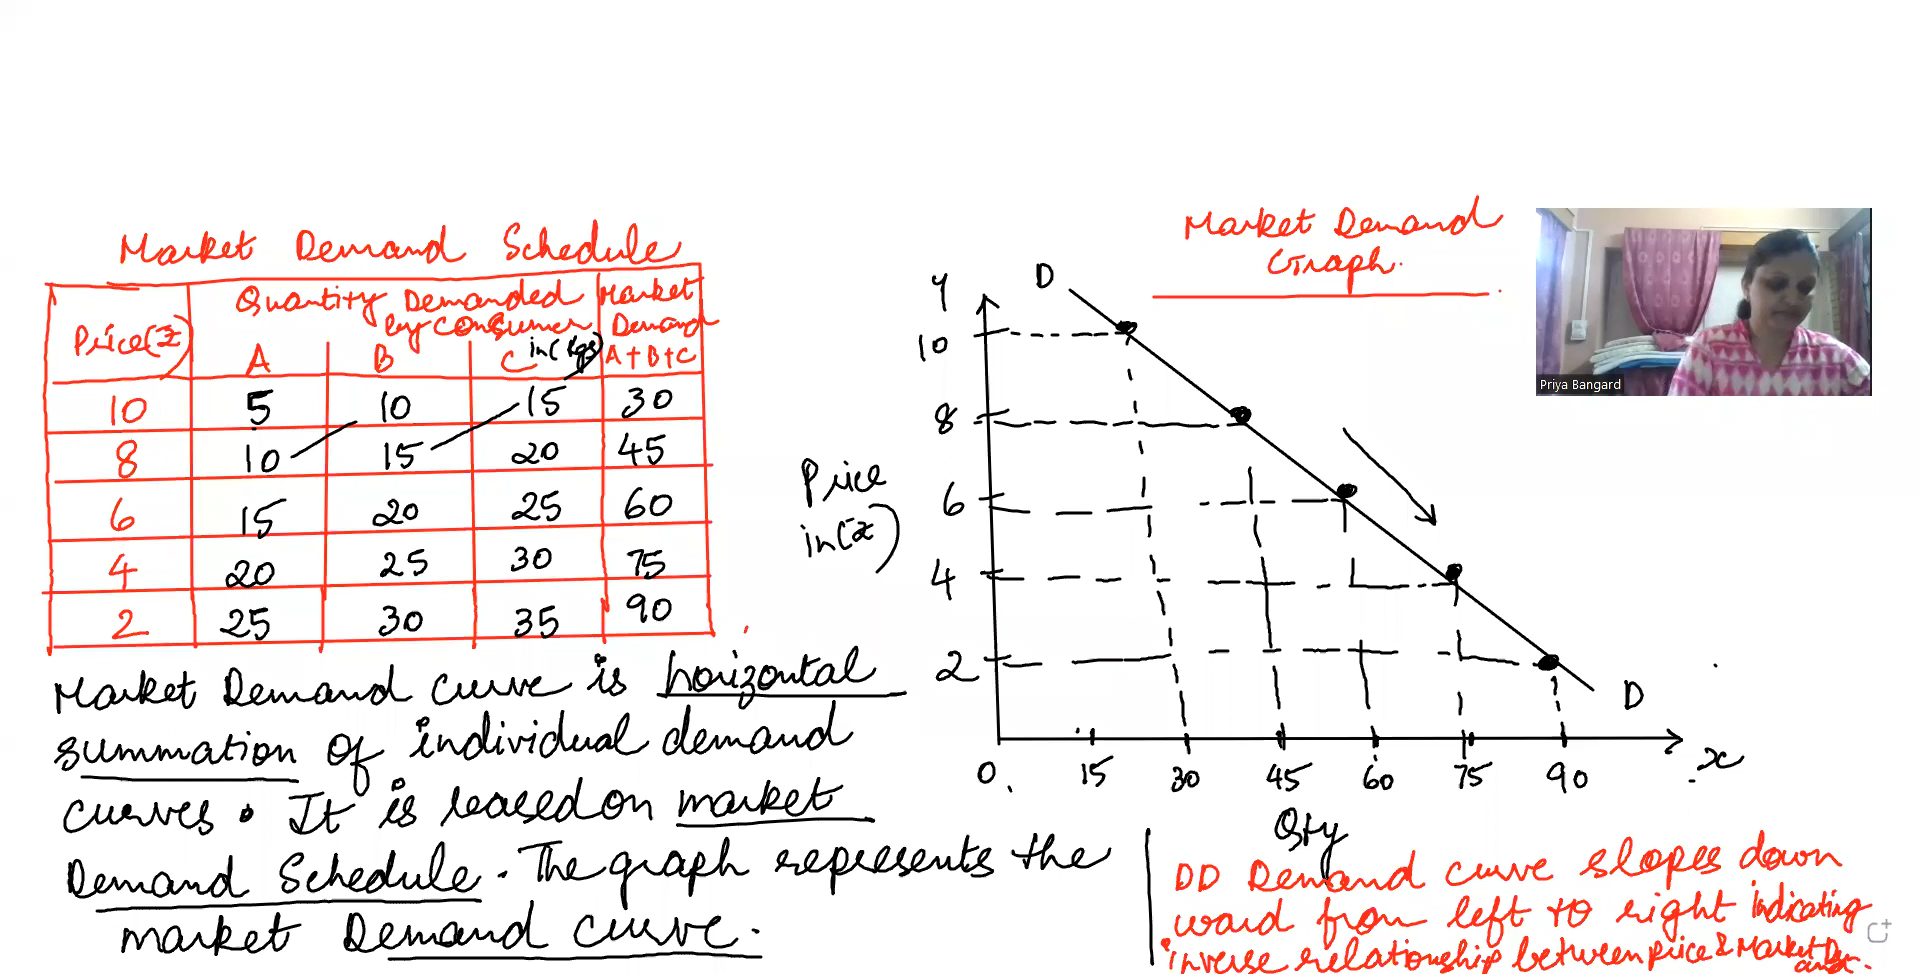 Market Demand Schedule
Price(₹) Quantity Demanded by consumer in(kgs) Market Demand
A B C A+B+C
10 5 10 15 30
8 10 15 20 45
6 15 20 25 60
4 20 25 30 75
2 25 30 35 90
Market Demand curve is horizontal
summation of individual demand
curves. It is based on market
Demand Schedule. The graph represents the
market Demand curve.
Market Demand
Graph.
Y
D
10
8
6
4
2
Price
in(₹)
D
0 15 30 45 60 75 90
x
Qty
DD Demand curve slopes down
ward from left to right indicating
inverse relationship between price & Market
Priya Bangard